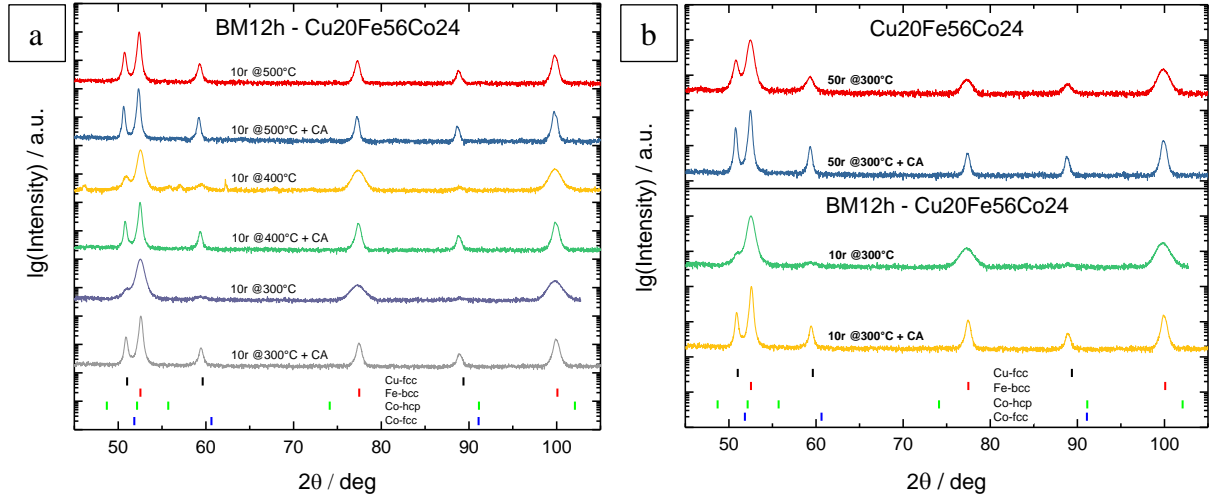 a
BM12h - Cu20Fe56Co24
lg(Intensity) / a.u.
10r @500°C
10r @500°C + CA
10r @400°C
10r @400°C + CA
10r @300°C
10r @300°C + CA
Cu-fcc
Fe-bcc
Co-hcp
Co-fcc
50 60 70 80 90 100
2θ / deg
b
Cu20Fe56Co24
lg(Intensity) / a.u.
50r @300°C
50r @300°C + CA
BM12h - Cu20Fe56Co24
10r @300°C
10r @300°C + CA
Cu-fcc
Fe-bcc
Co-hcp
Co-fcc
50 60 70 80 90 100
2θ / deg